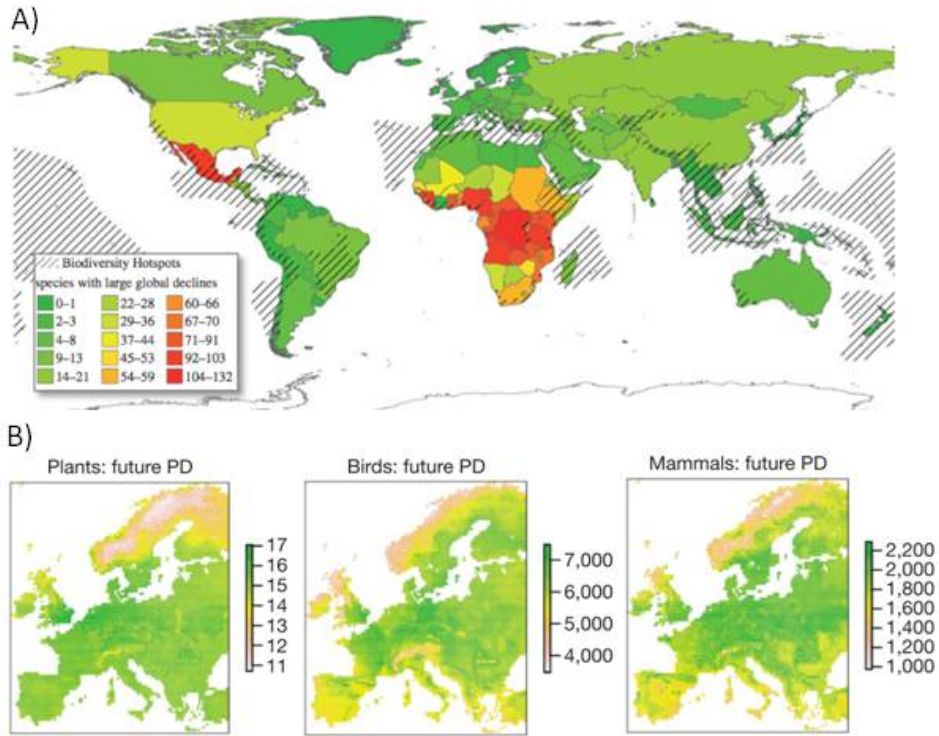 A)
Biodiversity Hotspots
species with large global declines
0–1 22–28 60–66
2–3 29–36 67–70
4–8 37–44 71–91
9–13 45–53 92–103
14–21 54–59 104–132
B)
Plants: future PD Birds: future PD Mammals: future PD
17
16
15
14
13
12
11
7,000
6,000
5,000
4,000
2,200
2,000
1,800
1,600
1,400
1,200
1,000